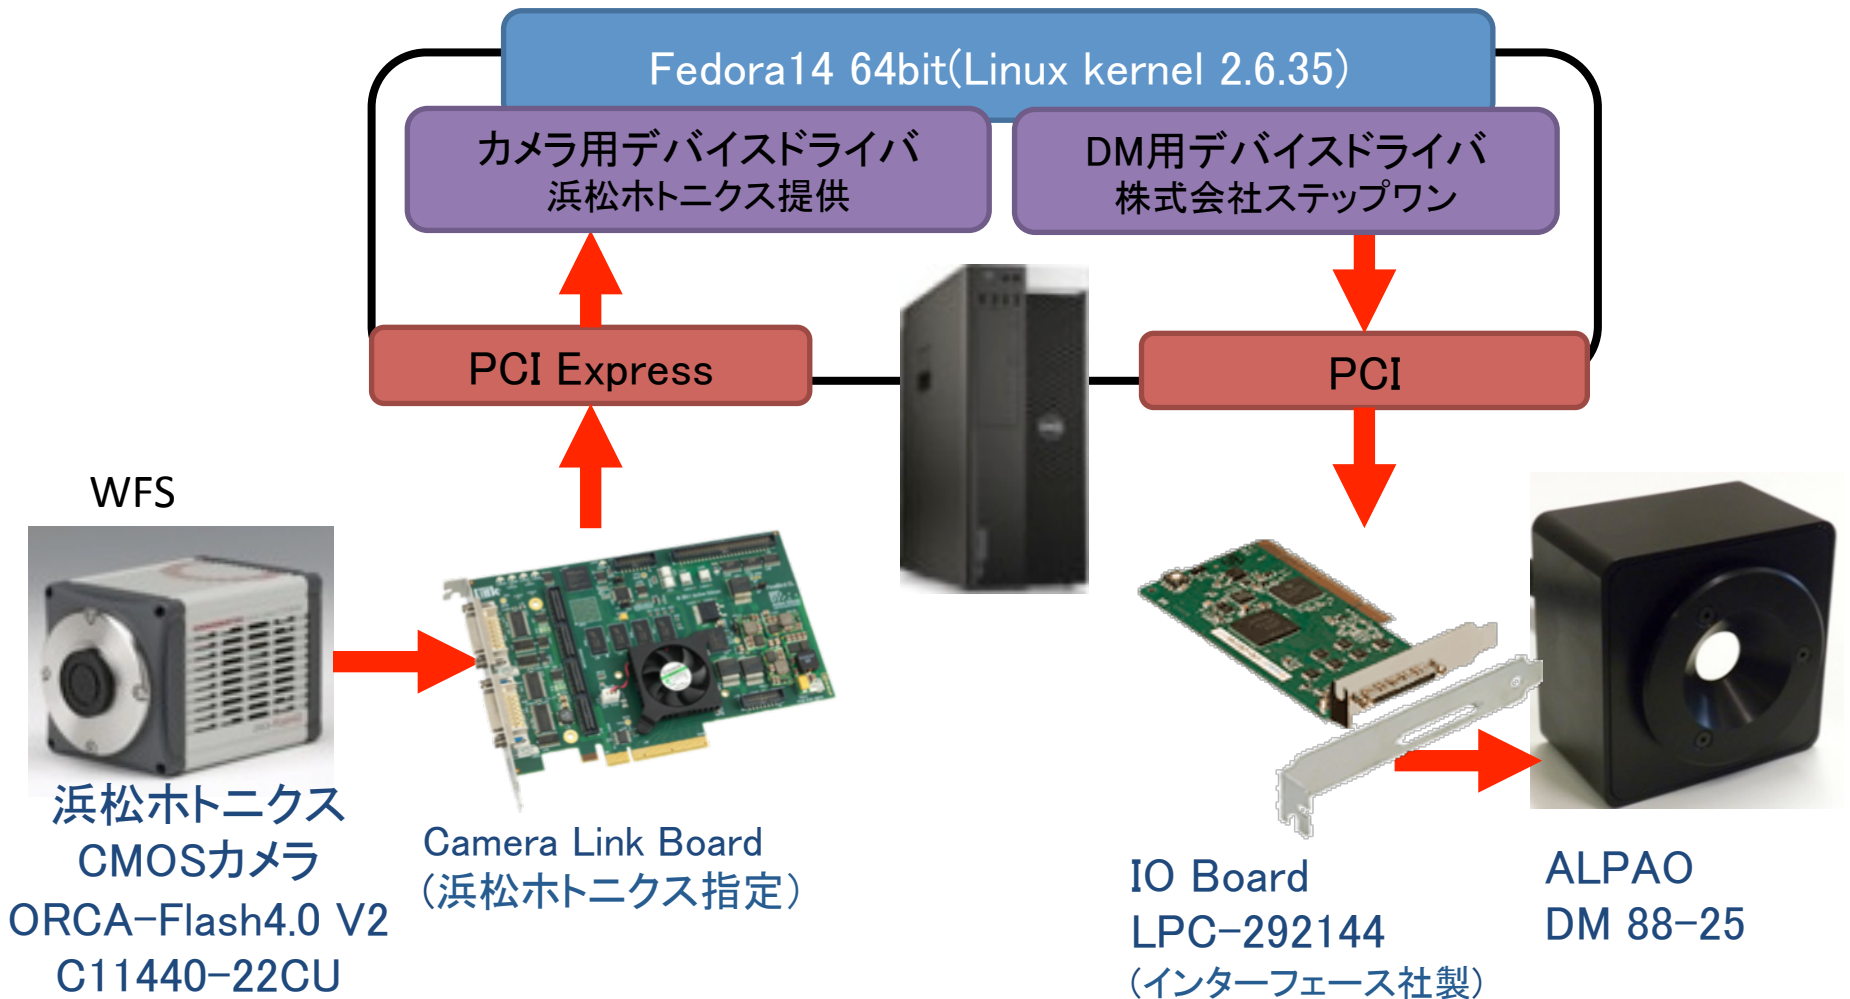 Fedora14 64bit(Linux kernel 2.6.35)
カメラ用デバイスドライバ
浜松ホトニクス提供
DM用デバイスドライバ
株式会社ステップワン
PCI Express
PCI
WFS
浜松ホトニクス
CMOSカメラ
ORCA-Flash4.0 V2
C11440-22CU
Camera Link Board
（浜松ホトニクス指定）
IO Board
LPC-292144
（インターフェース社製）
ALPAO
DM 88-25